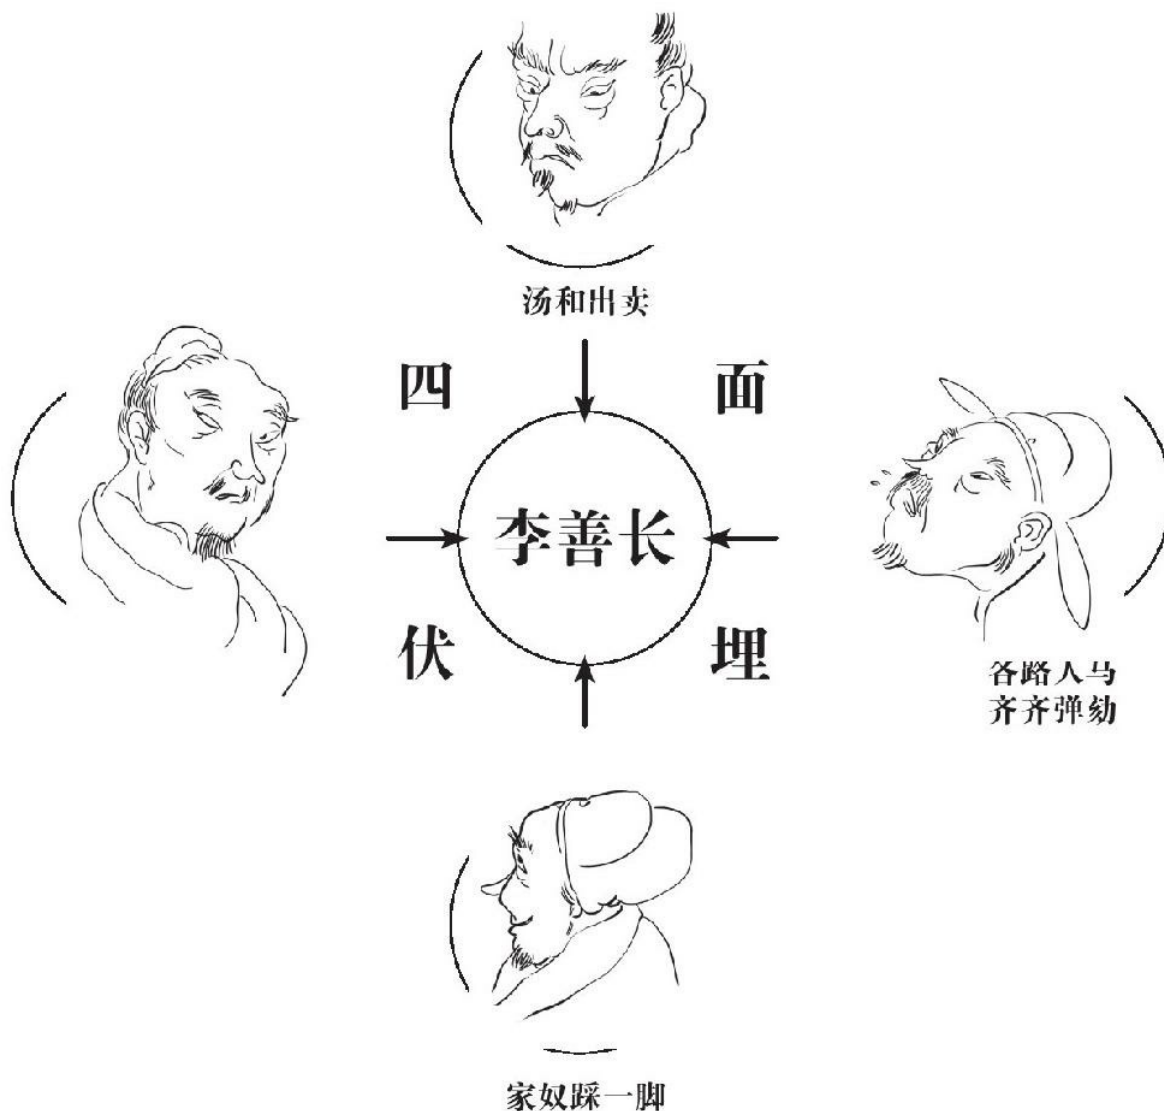 汤和出卖
四 面
李善长
伏 埋
各路人马
齐齐弹劾
家奴踩一脚